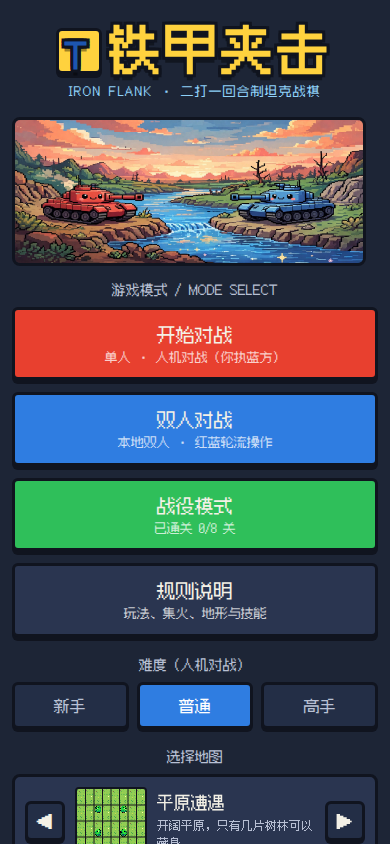 T 铁甲夹击
IRON FLANK · 二打一回合制坦克战棋
游戏模式 / MODE SELECT
开始对战
单人 · 人机对战（你执蓝方）
双人对战
本地双人 · 红蓝轮流操作
战役模式
已通关 0/8 关
规则说明
玩法、集火、地形与技能
难度（人机对战）
新手
普通
高手
选择地图
平原遭遇
开阔平原，只有几片树林可以
藏身